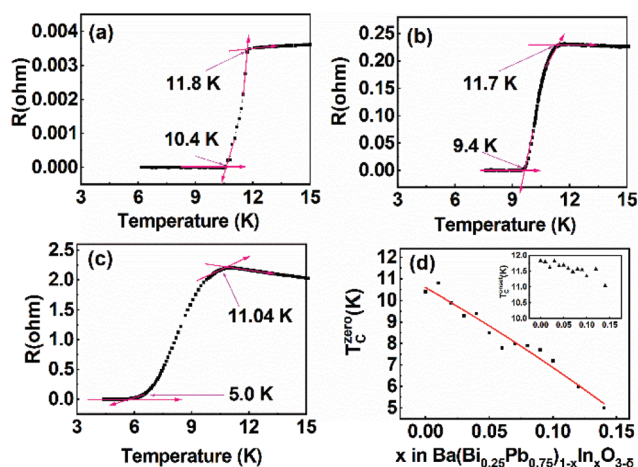 (a)
R(ohm)
0.004
0.003
0.002
0.001
0.000
11.8 K
10.4 K
3 6 9 12 15
Temperature (K)
(b)
R(ohm)
0.25
0.20
0.15
0.10
0.05
0.00
11.7 K
9.4 K
3 6 9 12 15
Temperature (K)
(c)
R(ohm)
2.5
2.0
1.5
1.0
0.5
0.0
11.04 K
5.0 K
3 6 9 12 15
Temperature (K)
(d)
T_C^zero(K)
12
11
10
9
8
7
6
5
0.00 0.05 0.10 0.15
x in Ba(Bi0.25Pb0.75)1-xInxO3-δ
T_C^onset(K)
12.0
11.5
11.0
10.5
10.0
0.00 0.05 0.10 0.15